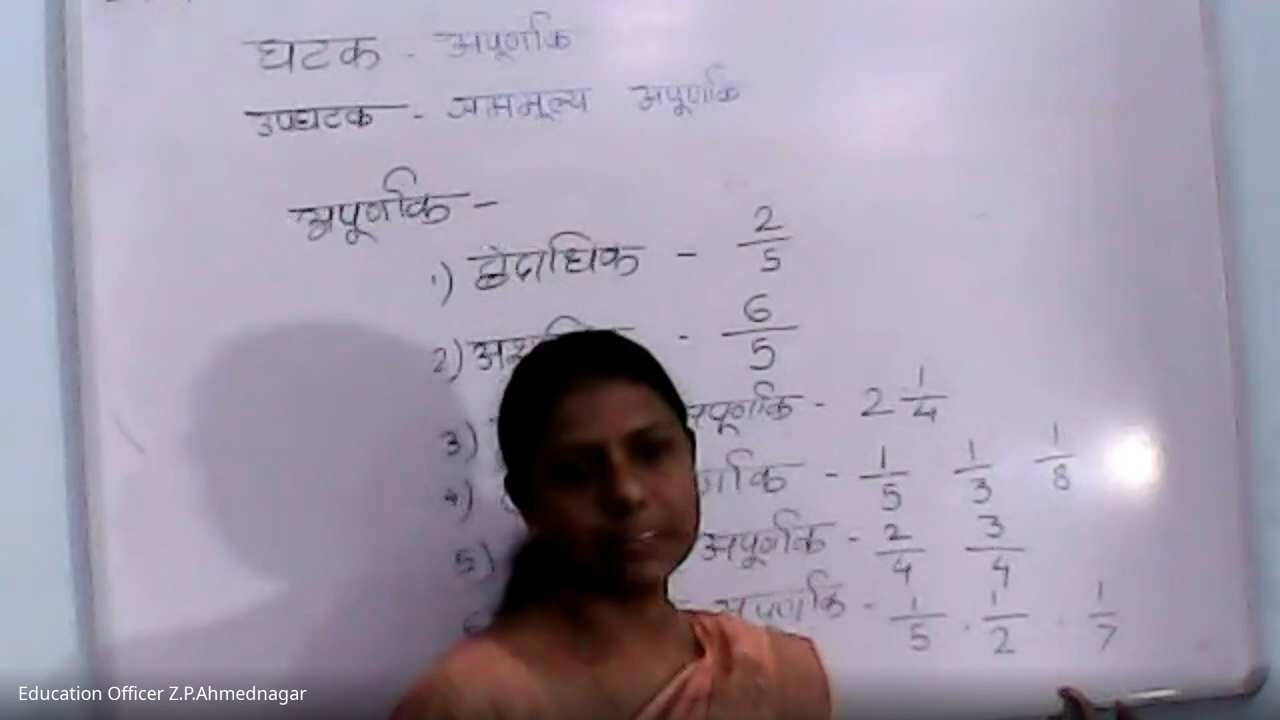 घटक - अपूर्णांक
उपघटक - सममूल्य अपूर्णांक
अपूर्णांक -
1) छेदाधिक - 2/5
2) - 6/5
3) अपूर्णांक - 2 1/4
4) - 1/5 1/3 1/8
5) अपूर्णांक - 2/4 3/4
अपूर्णांक - 1/5 . 1/2 . 1/7
Education Officer Z.P.Ahmednagar